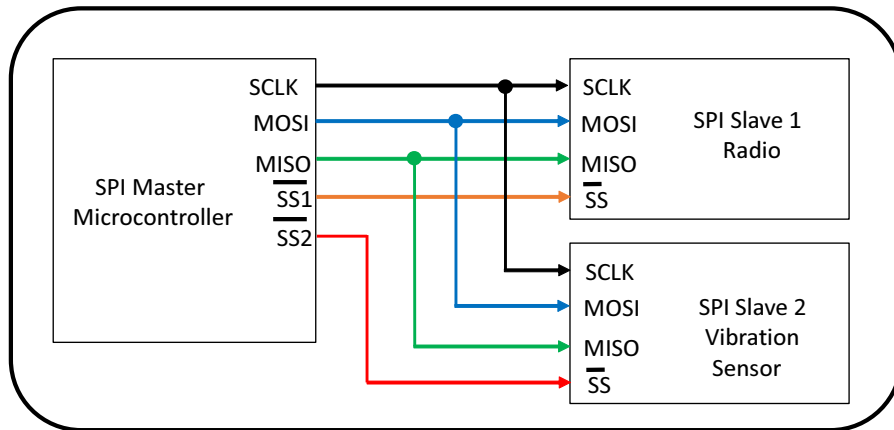 SCLK
MOSI
MISO
SS1
SS2
SPI Master
Microcontroller
SCLK
MOSI
MISO
SS
SPI Slave 1
Radio
SCLK
MOSI
MISO
SS
SPI Slave 2
Vibration
Sensor